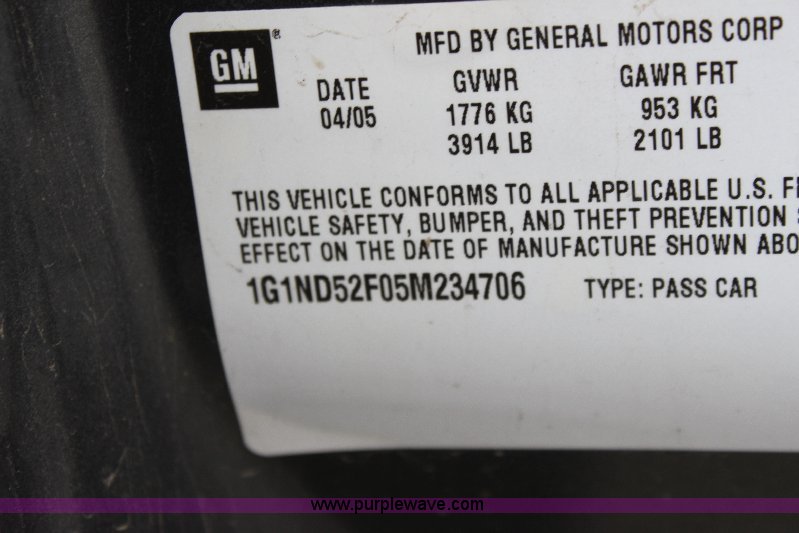 GM
®
MFD BY GENERAL MOTORS CORP
DATE GVWR GAWR FRT
04/05 1776 KG 953 KG
3914 LB 2101 LB
THIS VEHICLE CONFORMS TO ALL APPLICABLE U.S.
VEHICLE SAFETY, BUMPER, AND THEFT PREVENTION
EFFECT ON THE DATE OF MANUFACTURE SHOWN ABO
1G1ND52F05M234706 TYPE: PASS CAR
www.purplewave.com